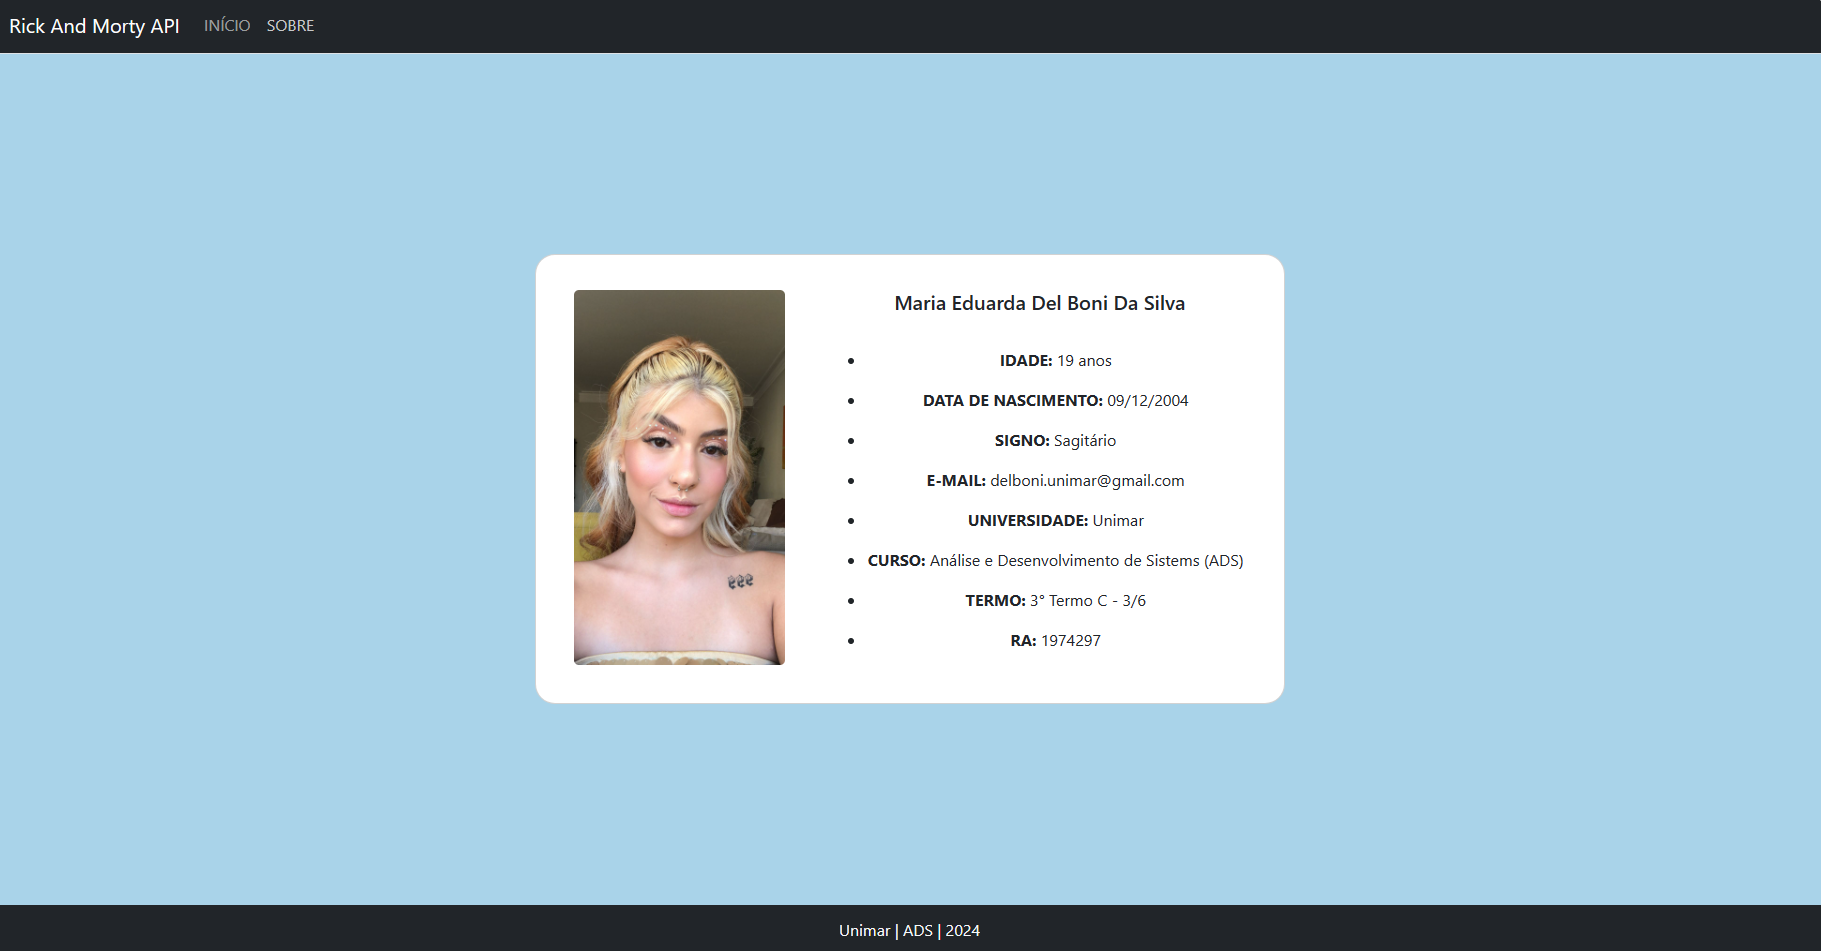 Rick And Morty API INÍCIO SOBRE
Maria Eduarda Del Boni Da Silva
IDADE: 19 anos
DATA DE NASCIMENTO: 09/12/2004
SIGNO: Sagitário
E-MAIL: delboni.unimar@gmail.com
UNIVERSIDADE: Unimar
CURSO: Análise e Desenvolvimento de Sistems (ADS)
TERMO: 3° Termo C - 3/6
RA: 1974297
Unimar | ADS | 2024